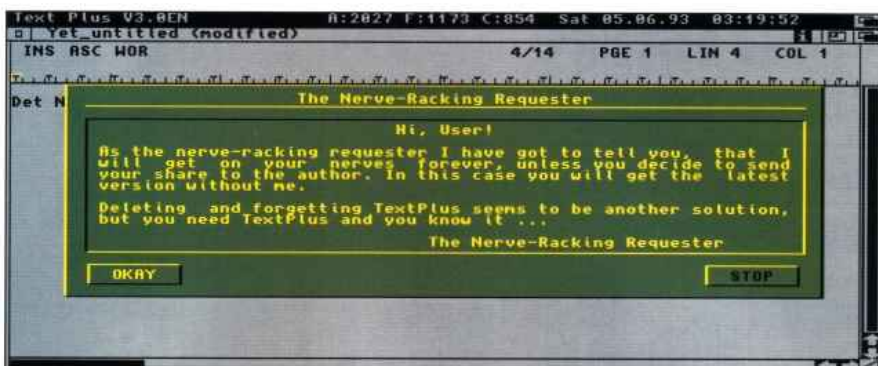 Text Plus V3.0EN A:2027 F:1173 C:854 Sat 05.06.93 03:19:52
Yet_untitled (modified)
INS ASC WOR 4/14 PGE 1 LIN 4 COL 1
Det N
The Nerve-Racking Requester
Hi, User!
As the nerve-racking requester I have got to tell you, that I
will get on your nerves forever, unless you decide to send
your share to the author. In this case you will get the latest
version without me.
Deleting and forgetting TextPlus seems to be another solution,
but you need TextPlus and you know it ...
The Nerve-Racking Requester
OKAY STOP